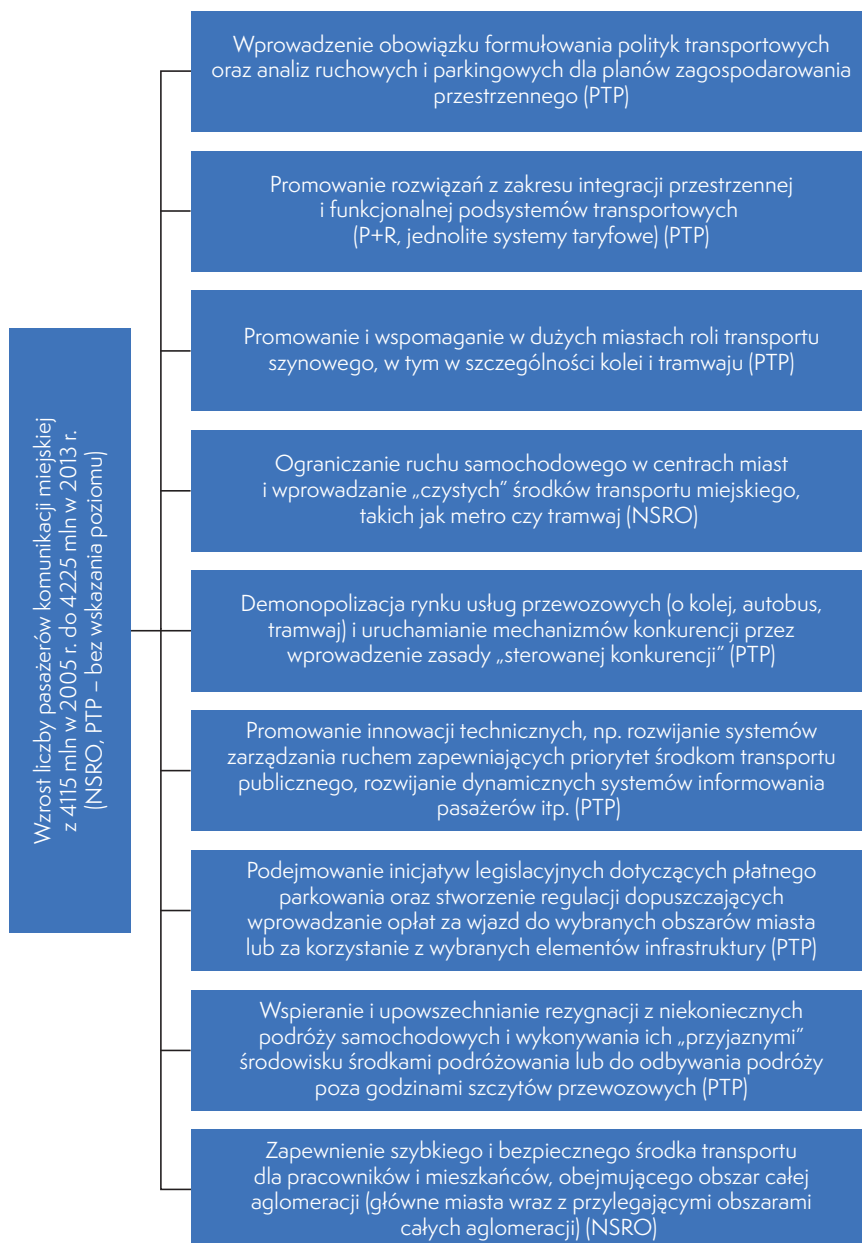 Wprowadzenie obowiązku formułowania polityk transportowych
oraz analiz ruchowych i parkingowych dla planów zagospodarowania
przestrzennego (PTP)
Promowanie rozwiązań z zakresu integracji przestrzennej
i funkcjonalnej podsystemów transportowych
(P+R, jednolite systemy taryfowe) (PTP)
Promowanie i wspomaganie w dużych miastach roli transportu
szynowego, w tym w szczególności kolei i tramwaju (PTP)
Wzrost liczby pasażerów komunikacji miejskiej
z 4115 mln w 2005 r. do 4225 mln w 2013 r.
(NSRO, PTP – bez wskazania poziomu)
Ograniczanie ruchu samochodowego w centrach miast
i wprowadzanie „czystych” środków transportu miejskiego,
takich jak metro czy tramwaj (NSRO)
Demonopolizacja rynku usług przewozowych (o kolej, autobus,
tramwaj) i uruchamianie mechanizmów konkurencji przez
wprowadzenie zasady „sterowanej konkurencji” (PTP)
Promowanie innowacji technicznych, np. rozwijanie systemów
zarządzania ruchem zapewniających priorytet środkom transportu
publicznego, rozwijanie dynamicznych systemów informowania
pasażerów itp. (PTP)
Podejmowanie inicjatyw legislacyjnych dotyczących płatnego
parkowania oraz stworzenie regulacji dopuszczających
wprowadzanie opłat za wjazd do wybranych obszarów miasta
lub za korzystanie z wybranych elementów infrastruktury (PTP)
Wspieranie i upowszechnianie rezygnacji z niekoniecznych
podróży samochodowych i wykonywania ich „przyjaznymi”
środowisku środkami podróżowania lub do odbywania podróży
poza godzinami szczytów przewozowych (PTP)
Zapewnienie szybkiego i bezpiecznego środka transportu
dla pracowników i mieszkańców, obejmującego obszar całej
aglomeracji (główne miasta wraz z przylegającymi obszarami
całych aglomeracji) (NSRO)